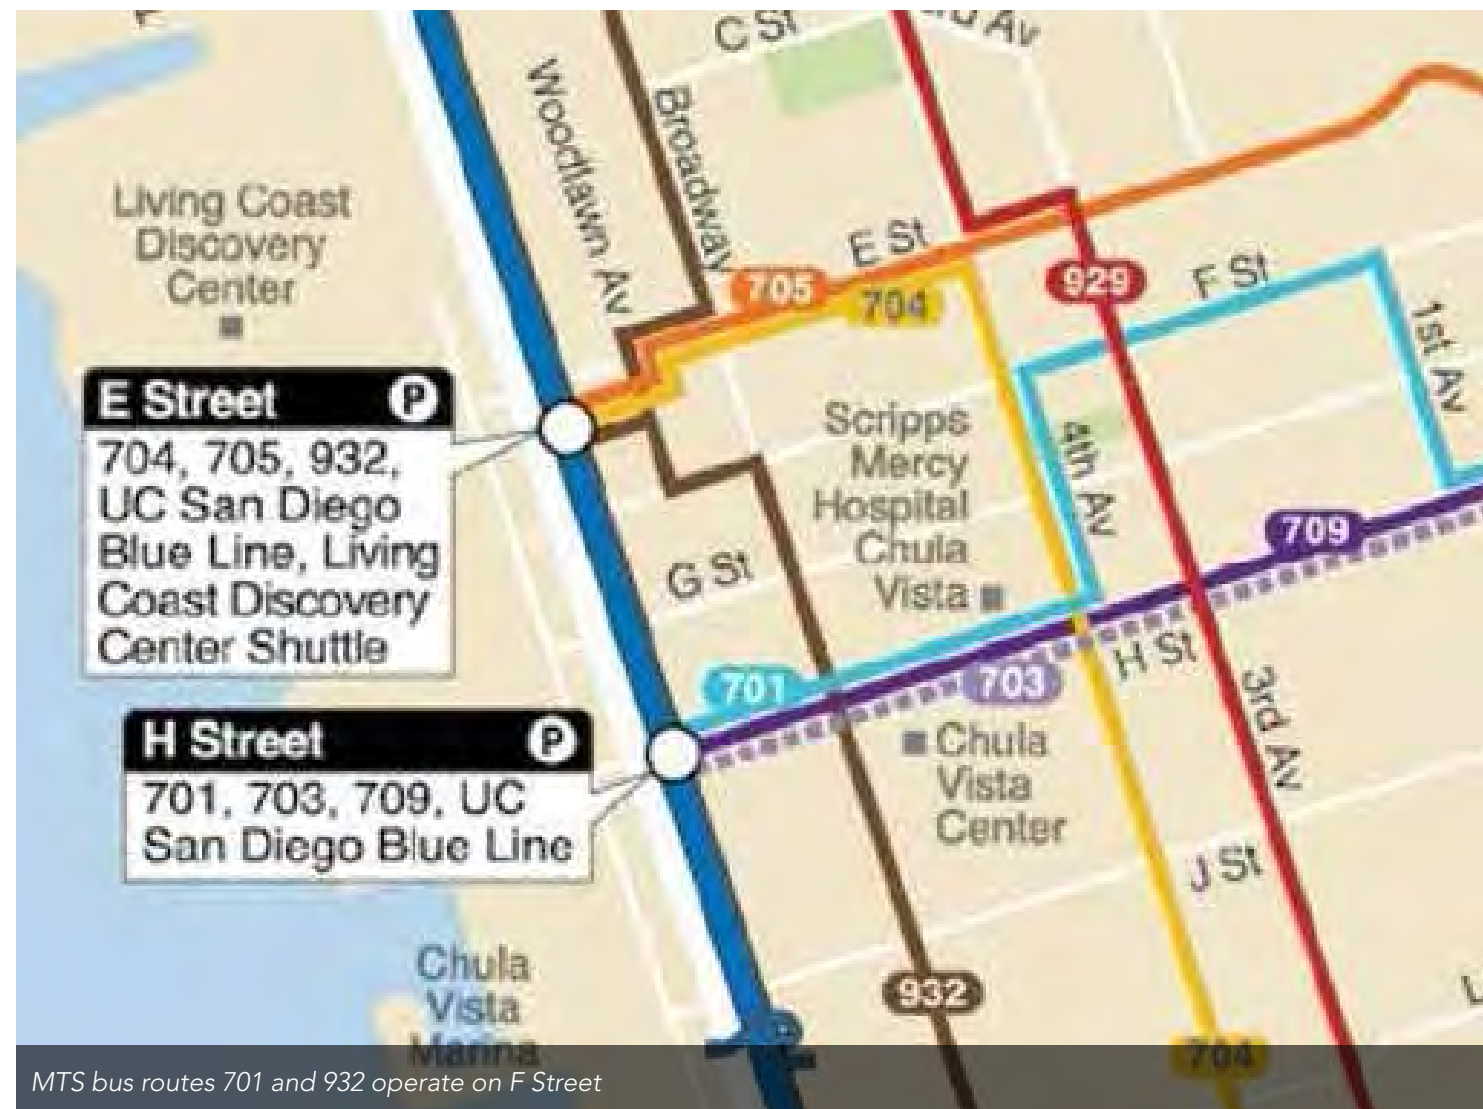 C St
Woodlawn Av
Broadway
Living Coast
Discovery
Center
E St
705
704
929
F St
1st Av
E Street P
704, 705, 932,
UC San Diego
Blue Line, Living
Coast Discovery
Center Shuttle
Scripps
Mercy
Hospital
Chula
Vista
4th Av
709
G St
701
703
H St
3rd Av
H Street P
701, 703, 709, UC
San Diego Blue Line
Chula
Vista
Center
J St
932
Chula
Vista
Marina
704
MTS bus routes 701 and 932 operate on F Street